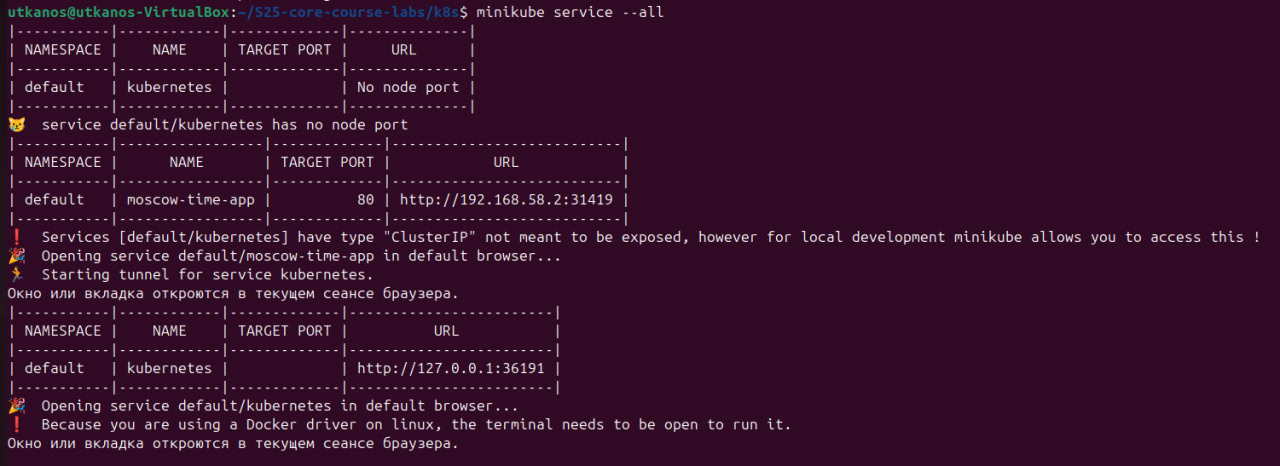 utkanos@utkanos-VirtualBox:~/S25-core-course-labs/k8s$ minikube service --all
|-----------|------------|-------------|--------------|
| NAMESPACE |    NAME    | TARGET PORT |     URL      |
|-----------|------------|-------------|--------------|
| default   | kubernetes |             | No node port |
|-----------|------------|-------------|--------------|
😿  service default/kubernetes has no node port
|-----------|-----------------|-------------|---------------------------|
| NAMESPACE |      NAME       | TARGET PORT |            URL            |
|-----------|-----------------|-------------|---------------------------|
| default   | moscow-time-app |          80 | http://192.168.58.2:31419 |
|-----------|-----------------|-------------|---------------------------|
❗  Services [default/kubernetes] have type "ClusterIP" not meant to be exposed, however for local development minikube allows you to access this !
🎉  Opening service default/moscow-time-app in default browser...
🏃  Starting tunnel for service kubernetes.
Окно или вкладка откроются в текущем сеансе браузера.
|-----------|------------|-------------|------------------------|
| NAMESPACE |    NAME    | TARGET PORT |          URL           |
|-----------|------------|-------------|------------------------|
| default   | kubernetes |             | http://127.0.0.1:36191 |
|-----------|------------|-------------|------------------------|
🎉  Opening service default/kubernetes in default browser...
❗  Because you are using a Docker driver on linux, the terminal needs to be open to run it.
Окно или вкладка откроются в текущем сеансе браузера.